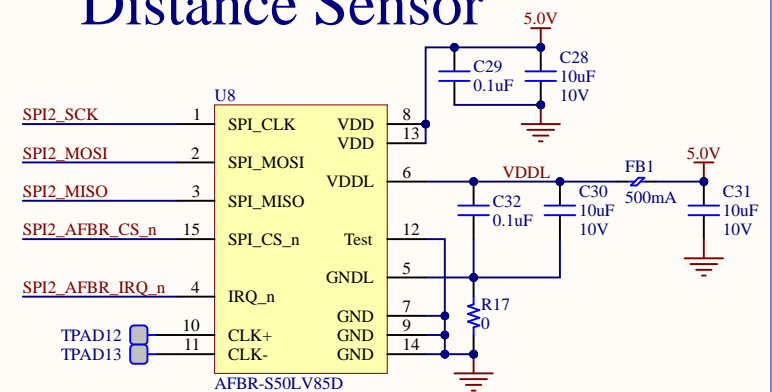 Distance Sensor
5.0V
C29
0.1uF
C28
10uF
10V
U8
SPI2_SCK 1 SPI_CLK VDD 8
VDD 13
SPI2_MOSI 2 SPI_MOSI
VDDL 6 VDDL
FB1
500mA
5.0V
SPI2_MISO 3 SPI_MISO
C32
0.1uF
C30
10uF
10V
C31
10uF
10V
SPI2_AFBR_CS_n 15 SPI_CS_n Test 12
GNDL 5
SPI2_AFBR_IRQ_n 4 IRQ_n
GND 7
R17
0
TPAD12 10 CLK+ GND 9
TPAD13 11 CLK- GND 14
AFBR-S50LV85D